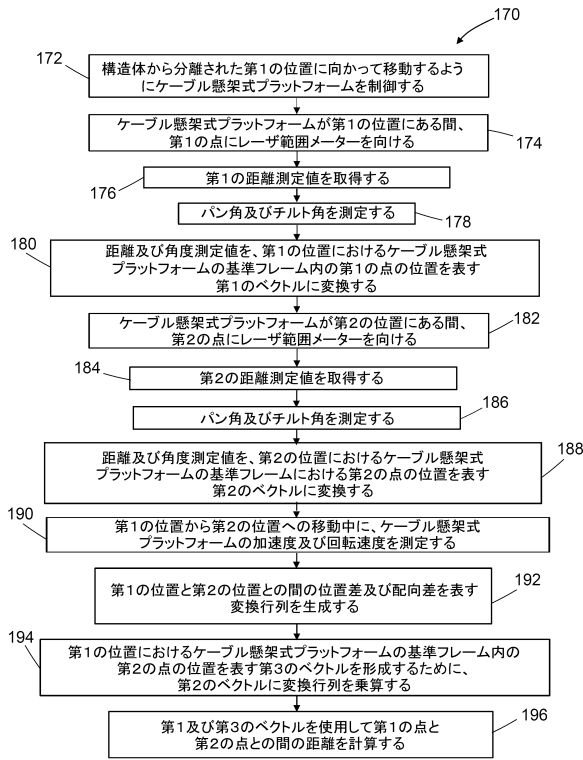 170
172
構造体から分離された第1の位置に向かって移動するよう
にケーブル懸架式プラットフォームを制御する
ケーブル懸架式プラットフォームが第1の位置にある間、
第1の点にレーザ範囲メーターを向ける
174
176
第1の距離測定値を取得する
パン角及びチルト角を測定する
178
180
距離及び角度測定値を、第1の位置におけるケーブル懸架式
プラットフォームの基準フレーム内の第1の点の位置を表す
第1のベクトルに変換する
ケーブル懸架式プラットフォームが第2の位置にある間、
第2の点にレーザ範囲メーターを向ける
182
184
第2の距離測定値を取得する
パン角及びチルト角を測定する
186
距離及び角度測定値を、第2の位置におけるケーブル懸架式
プラットフォームの基準フレームにおける第2の点の位置を表す
第2のベクトルに変換する
188
190
第1の位置から第2の位置への移動中に、ケーブル懸架式
プラットフォームの加速度及び回転速度を測定する
第1の位置と第2の位置との間の位置差及び配向差を表す
変換行列を生成する
192
194
第1の位置におけるケーブル懸架式プラットフォームの基準フレーム内の
第2の点の位置を表す第3のベクトルを形成するために、
第2のベクトルに変換行列を乗算する
第1及び第3のベクトルを使用して第1の点と
第2の点との間の距離を計算する
196